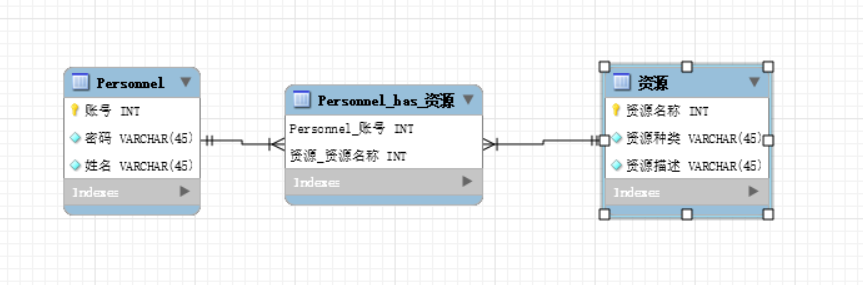 Personnel
账号 INT
密码 VARCHAR(45)
姓名 VARCHAR(45)
Indexes
Personnel_has_资源
Personnel_账号 INT
资源_资源名称 INT
Indexes
资源
资源名称 INT
资源种类 VARCHAR(45)
资源描述 VARCHAR(45)
Indexes